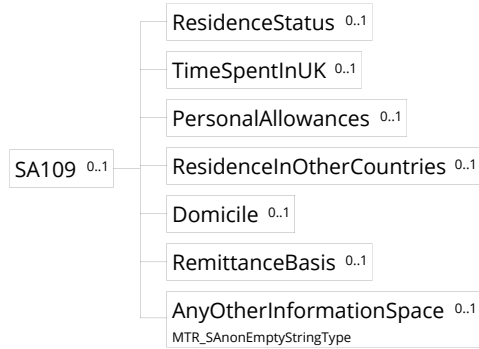 ResidenceStatus 0..1
TimeSpentInUK 0..1
PersonalAllowances 0..1
SA109 0..1
ResidenceInOtherCountries 0..1
Domicile 0..1
RemittanceBasis 0..1
AnyOtherInformationSpace 0..1
MTR_SAnonEmptyStringType